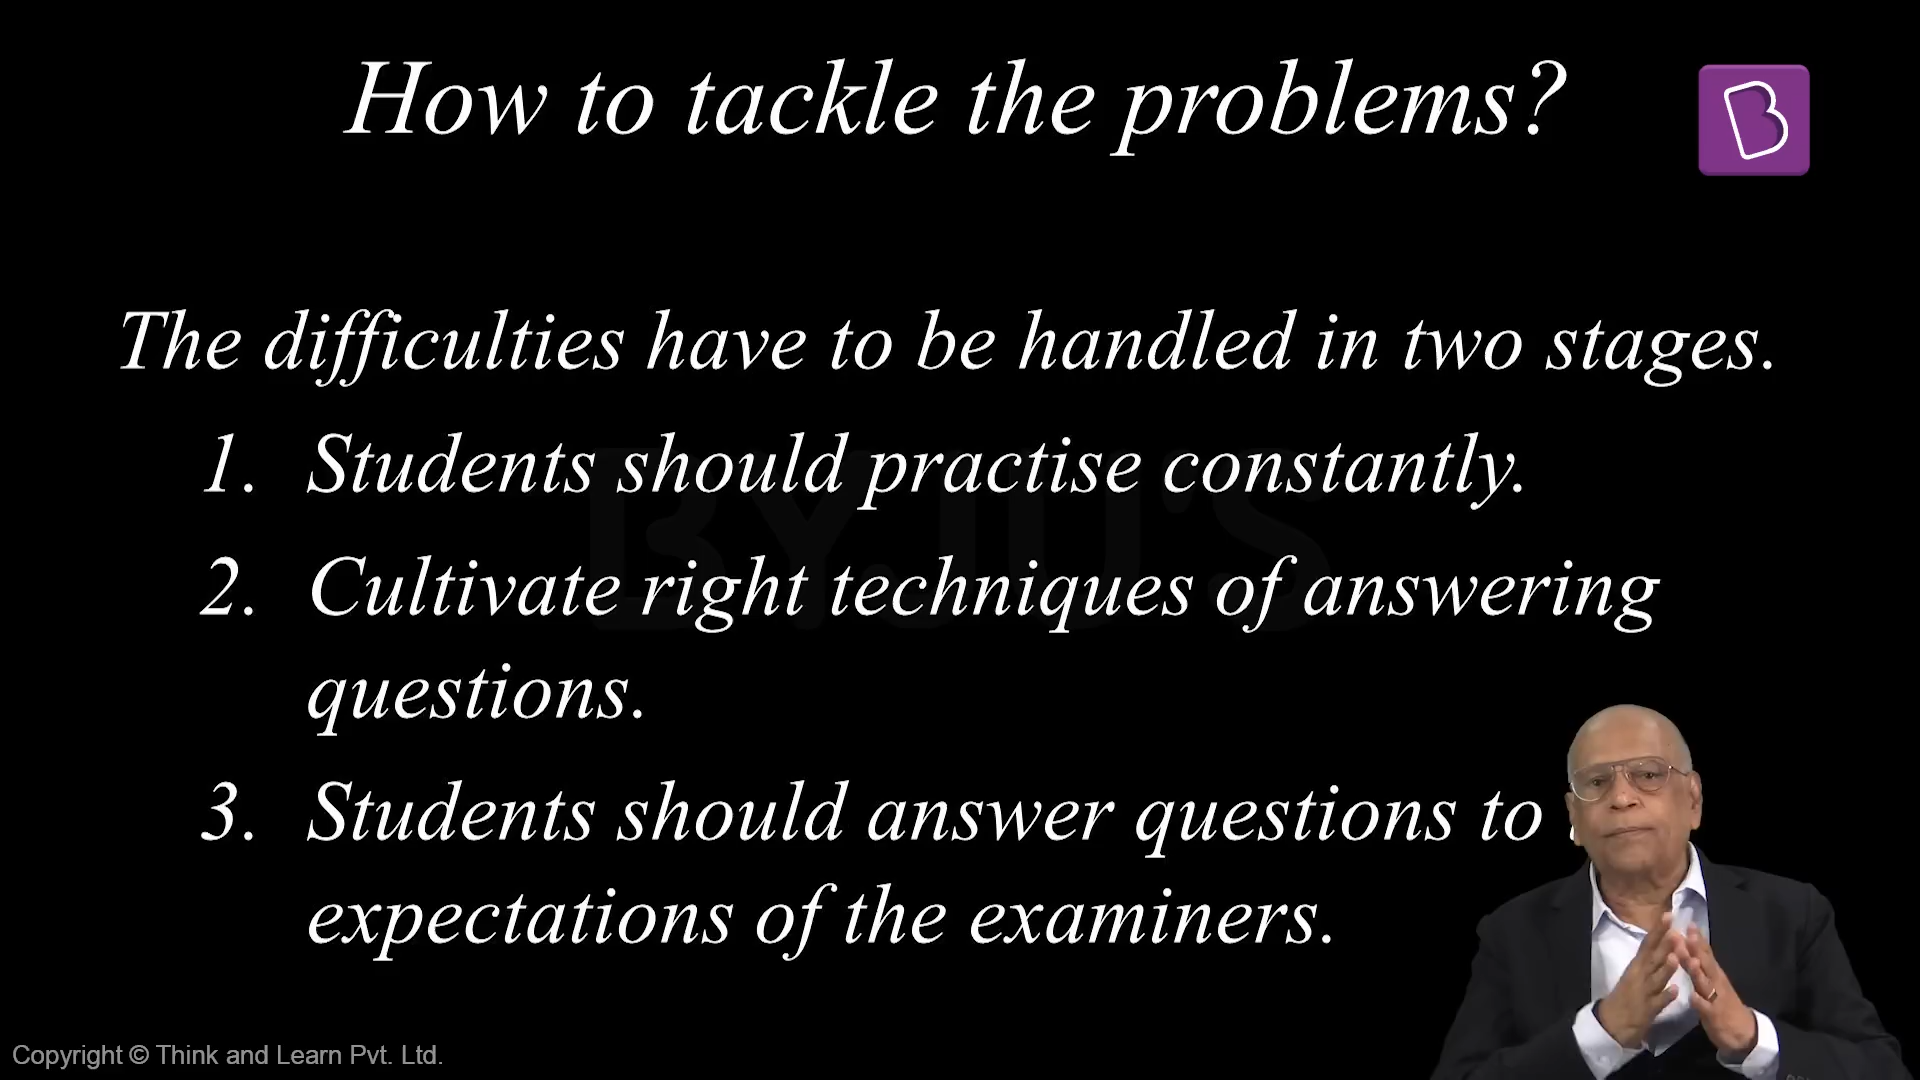 How to tackle the problems?
The difficulties have to be handled in two stages.
1. Students should practise constantly.
2. Cultivate right techniques of answering
questions.
3. Students should answer questions to
expectations of the examiners.
BYJU'S
Copyright © Think and Learn Pvt. Ltd.